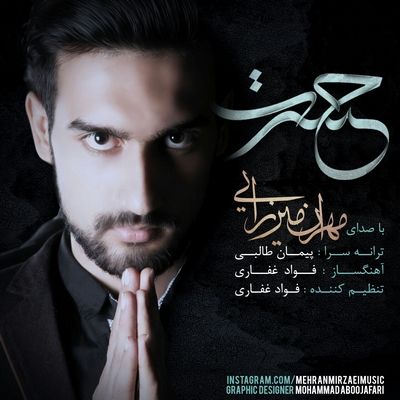 حسرت
با صدای مهران میرزایی
ترانه سرا : پیمان طالبی
آهنگساز : فواد غفاری
تنظیم کننده : فواد غفاری
INSTAGRAM.COM/MEHRANMIRZAEIMUSIC
GRAPHIC DESIGNER MOHAMMAD ABOOJAFARI